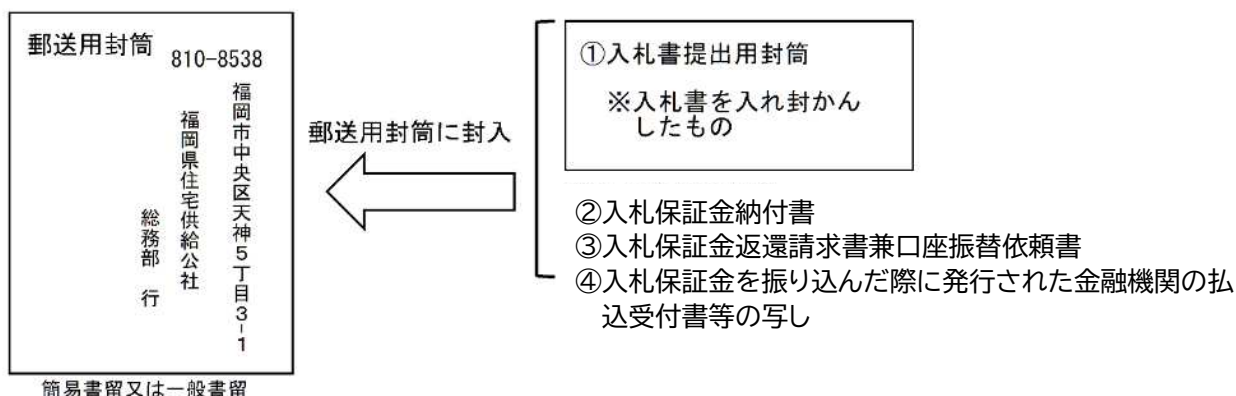 郵送用封筒
810-8538
福岡市中央区天神5丁目3-1
福岡県住宅供給公社
総務部 行
簡易書留又は一般書留
郵送用封筒に封入
①入札書提出用封筒
※入札書を入れ封かん
したもの
②入札保証金納付書
③入札保証金返還請求書兼口座振替依頼書
④入札保証金を振り込んだ際に発行された金融機関の払
込受付書等の写し